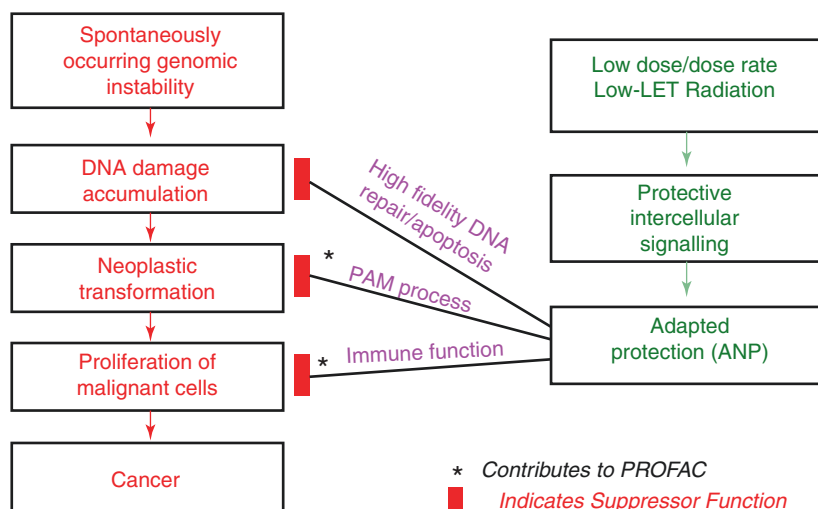 Spontaneously
occurring genomic
instability
DNA damage
accumulation
Neoplastic
transformation
Proliferation of
malignant cells
Cancer
High fidelity DNA
repair/apoptosis
* PAM process
* Immune function
Low dose/dose rate
Low-LET Radiation
Protective
intercellular
signalling
Adapted
protection (ANP)
* Contributes to PROFAC
Indicates Suppressor Function